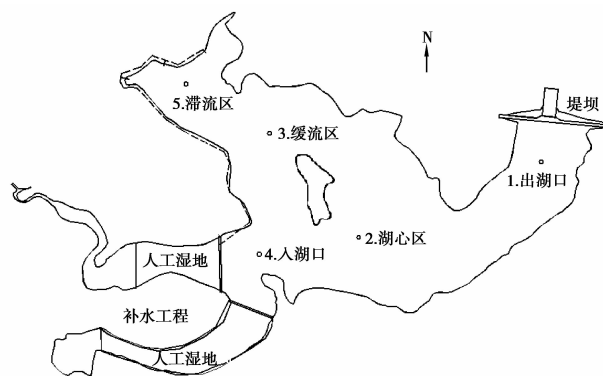 N
堤坝
5.滞流区
3.缓流区
1.出湖口
2.湖心区
4.入湖口
人工湿地
补水工程
人工湿地